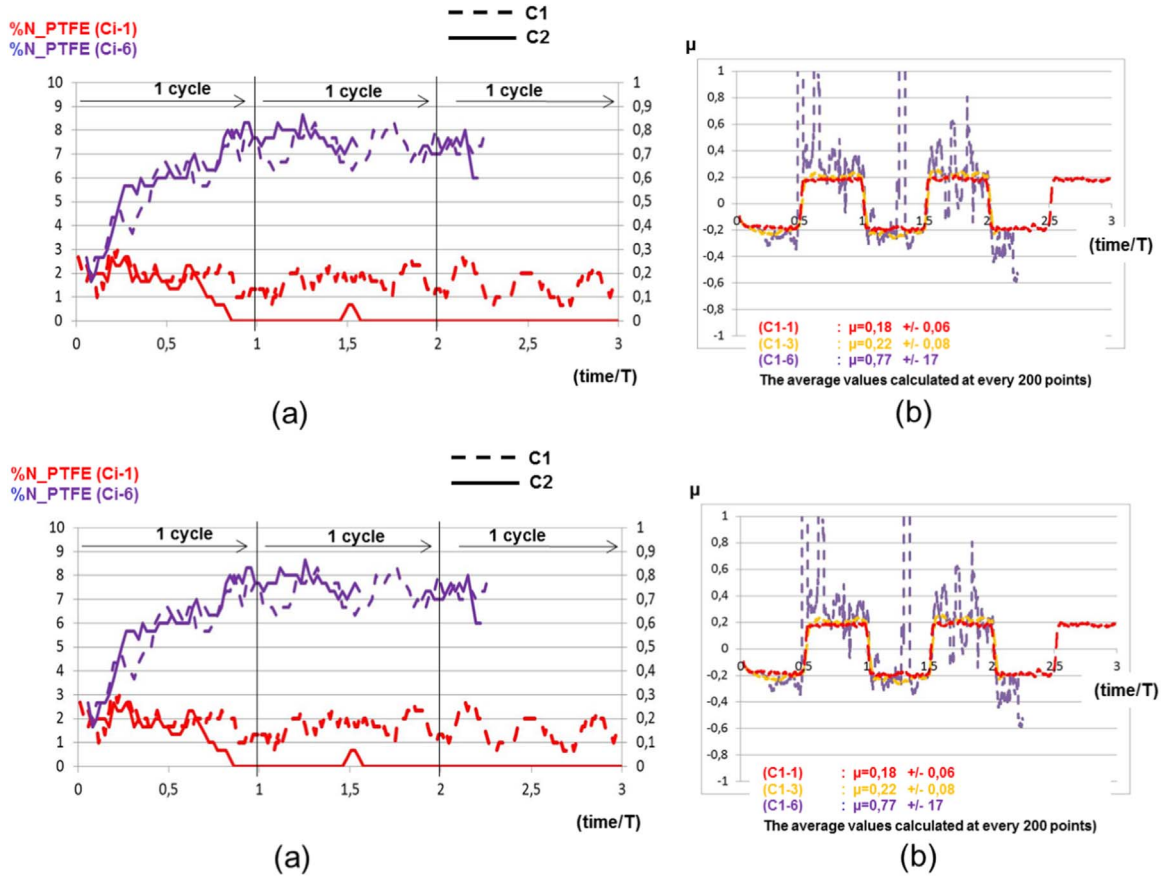 %N_PTFE (Ci-1)
%N_PTFE (Ci-6)
C1
C2
1 cycle
1 cycle
1 cycle
10
9
8
7
6
5
4
3
2
1
0
1
0,9
0,8
0,7
0,6
0,5
0,4
0,3
0,2
0,1
0
0 0,5 1 1,5 2 2,5 3
(time/T)
(a)
μ
1
0,8
0,6
0,4
0,2
0
-0,2
-0,4
-0,6
-0,8
-1
0 0,5 1 1,5 2 2,5 3
(time/T)
(C1-1) : μ=0,18 +/- 0,06
(C1-3) : μ=0,22 +/- 0,08
(C1-6) : μ=0,77 +/- 17
The average values calculated at every 200 points)
(b)
%N_PTFE (Ci-1)
%N_PTFE (Ci-6)
C1
C2
1 cycle
1 cycle
1 cycle
10
9
8
7
6
5
4
3
2
1
0
1
0,9
0,8
0,7
0,6
0,5
0,4
0,3
0,2
0,1
0
0 0,5 1 1,5 2 2,5 3
(time/T)
(a)
μ
1
0,8
0,6
0,4
0,2
0
-0,2
-0,4
-0,6
-0,8
-1
0 0,5 1 1,5 2 2,5 3
(time/T)
(C1-1) : μ=0,18 +/- 0,06
(C1-3) : μ=0,22 +/- 0,08
(C1-6) : μ=0,77 +/- 17
The average values calculated at every 200 points)
(b)